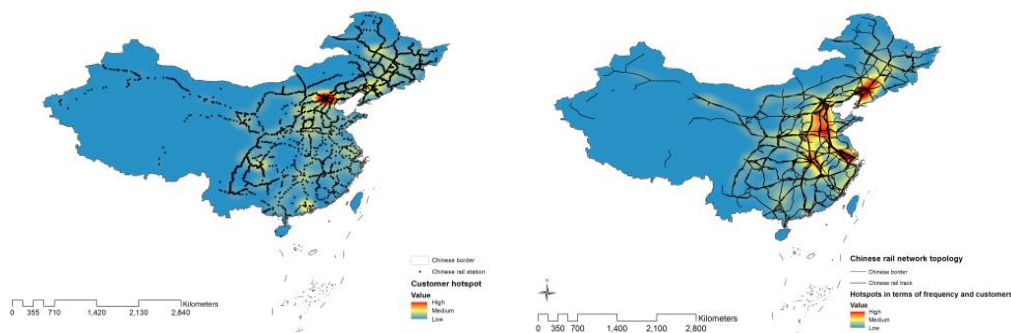 Chinese border
Chinese rail station
Customer hotspot
Value
High
Medium
Low
Kilometers
0 355 710 1,420 2,130 2,840
Chinese rail network topology
Chinese border
Chinese rail track
Hotspots in terms of frequency and customers
Value
High
Medium
Low
Kilometers
0 350 700 1,400 2,100 2,800